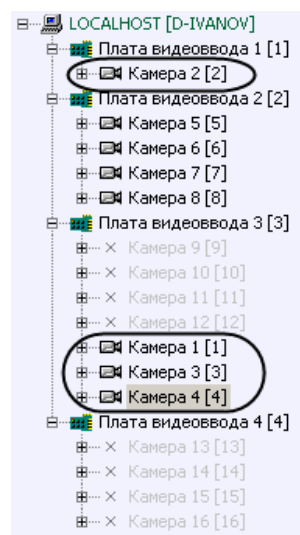 LOCALHOST [D-IVANOV]
Плата видеоввода 1 [1]
Камера 2 [2]
Плата видеоввода 2 [2]
Камера 5 [5]
Камера 6 [6]
Камера 7 [7]
Камера 8 [8]
Плата видеоввода 3 [3]
Камера 9 [9]
Камера 10 [10]
Камера 11 [11]
Камера 12 [12]
Камера 1 [1]
Камера 3 [3]
Камера 4 [4]
Плата видеоввода 4 [4]
Камера 13 [13]
Камера 14 [14]
Камера 15 [15]
Камера 16 [16]